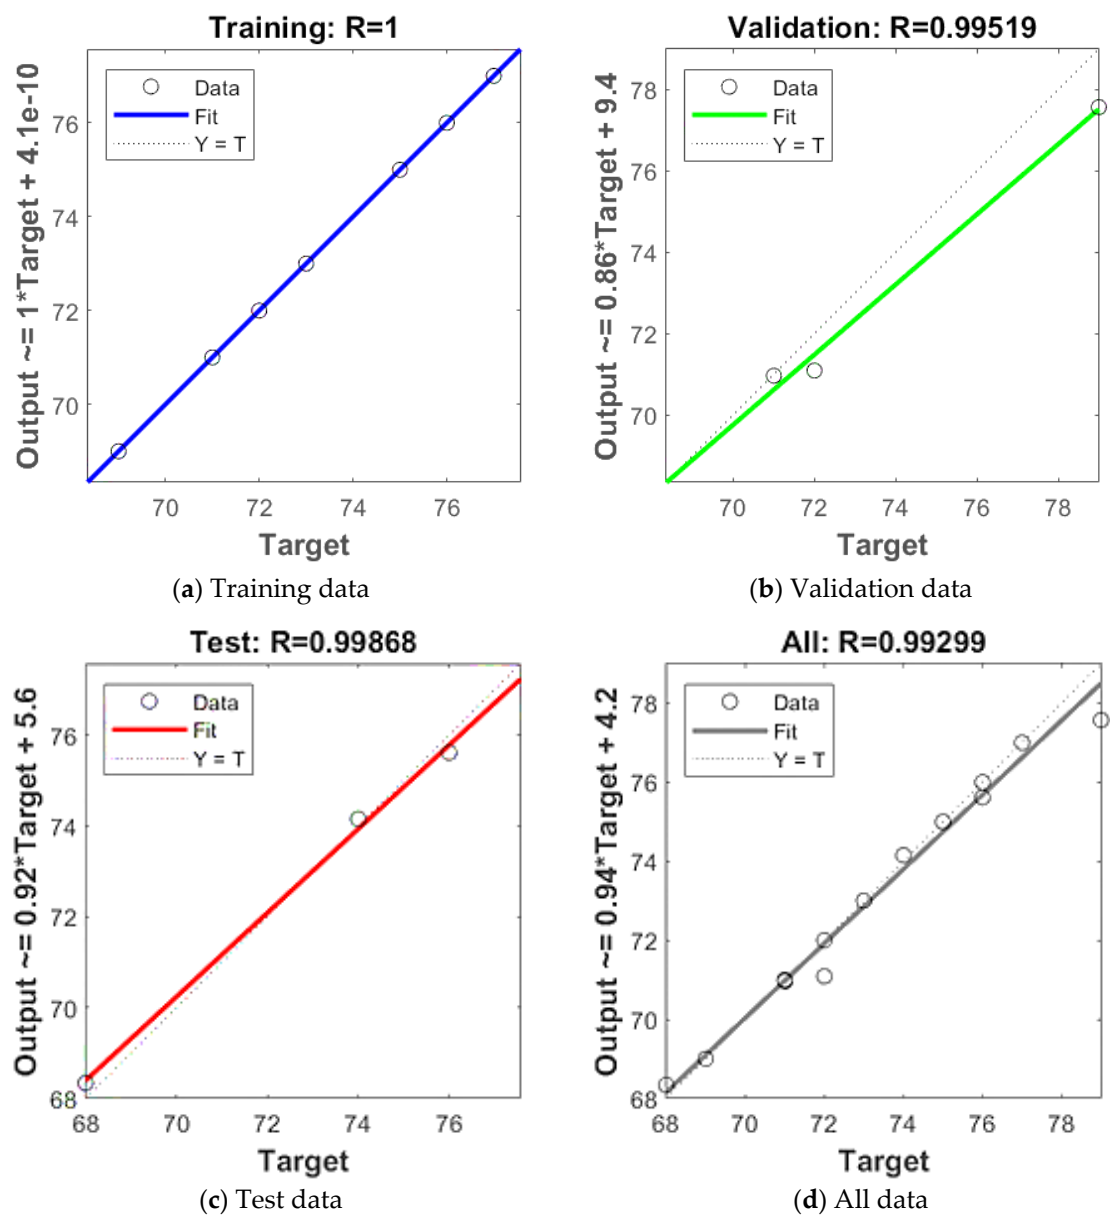 Training: R=1
Output ~= 1*Target + 4.1e-10
Data
Fit
Y = T
76
74
72
70
70 72 74 76
Target
(a) Training data
Validation: R=0.99519
Output ~= 0.86*Target + 9.4
Data
Fit
Y = T
78
76
74
72
70
70 72 74 76 78
Target
(b) Validation data
Test: R=0.99868
Output ~= 0.92*Target + 5.6
Data
Fit
Y = T
76
74
72
70
68
68 70 72 74 76
Target
(c) Test data
All: R=0.99299
Output ~= 0.94*Target + 4.2
Data
Fit
Y = T
78
76
74
72
70
68
68 70 72 74 76 78
Target
(d) All data